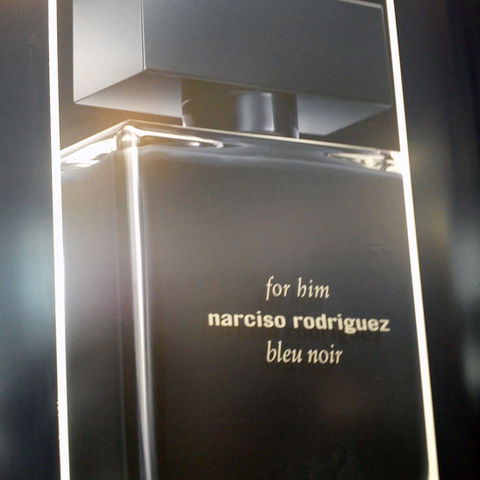 for him
narciso rodriguez
bleu noir